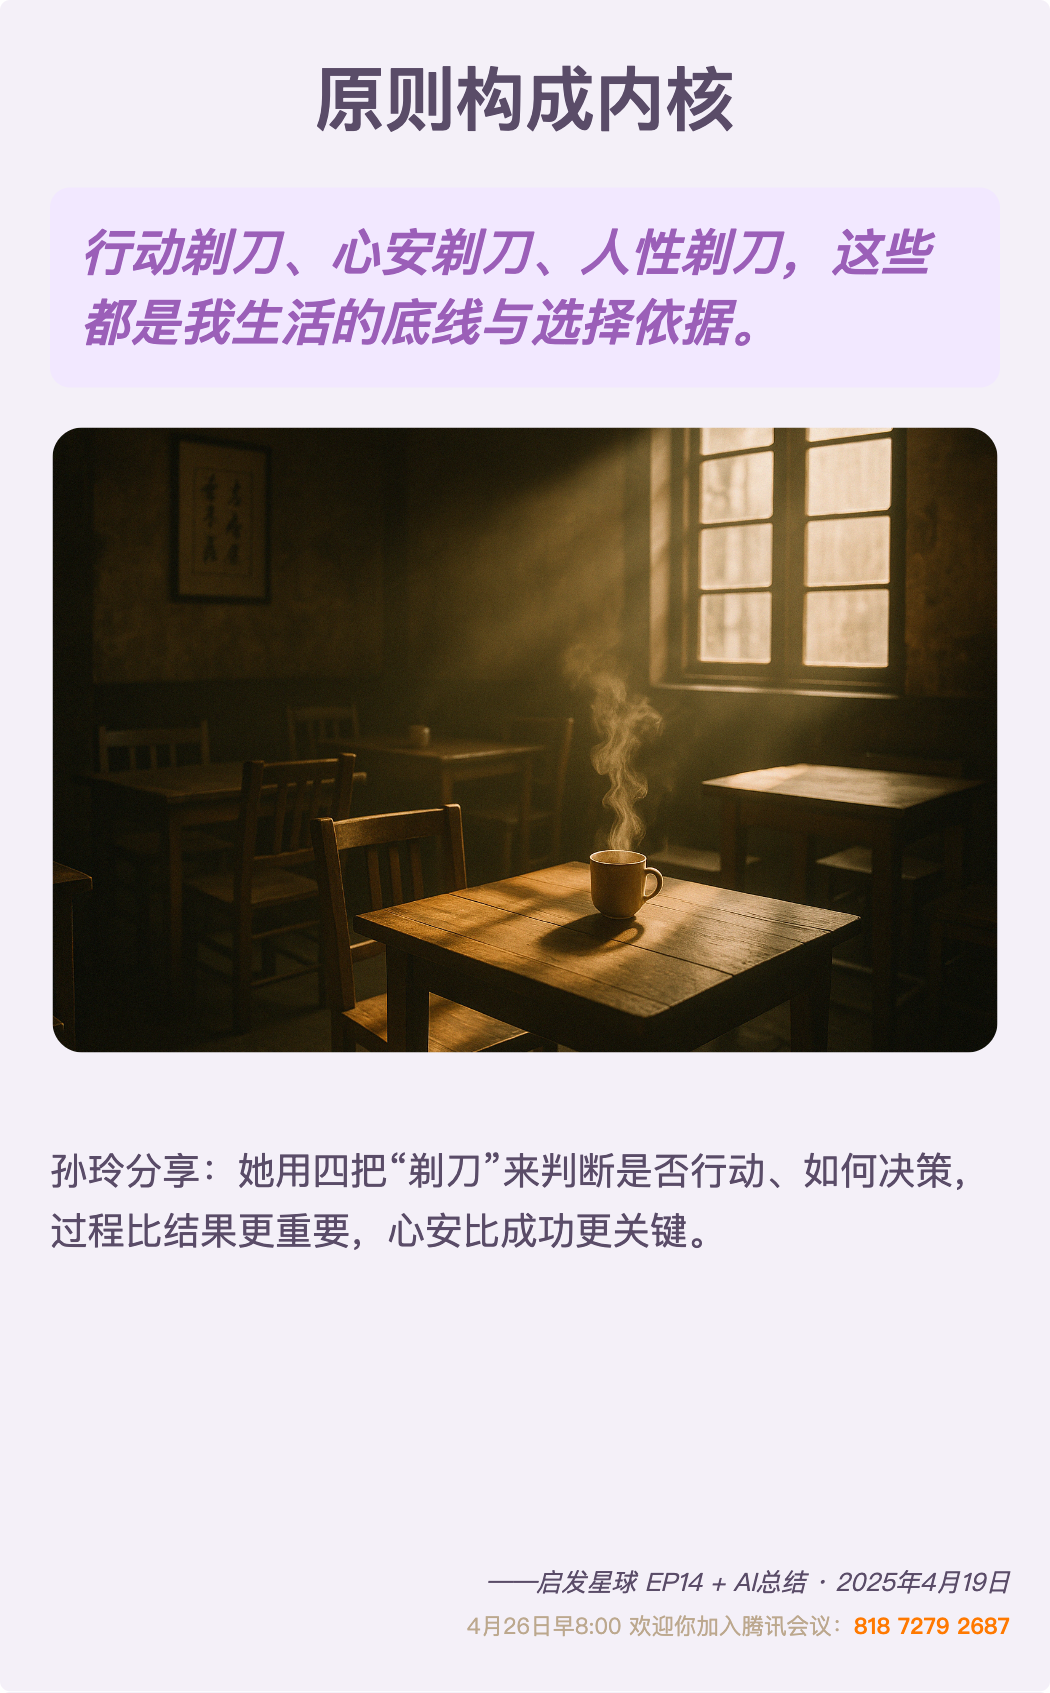 原则构成内核
行动剃刀、心安剃刀、人性剃刀，这些
都是我生活的底线与选择依据。
孙玲分享：她用四把“剃刀”来判断是否行动、如何决策，
过程比结果更重要，心安比成功更关键。
——启发星球 EP14 + AI总结 · 2025年4月19日
4月26日早8:00 欢迎你加入腾讯会议：818 7279 2687